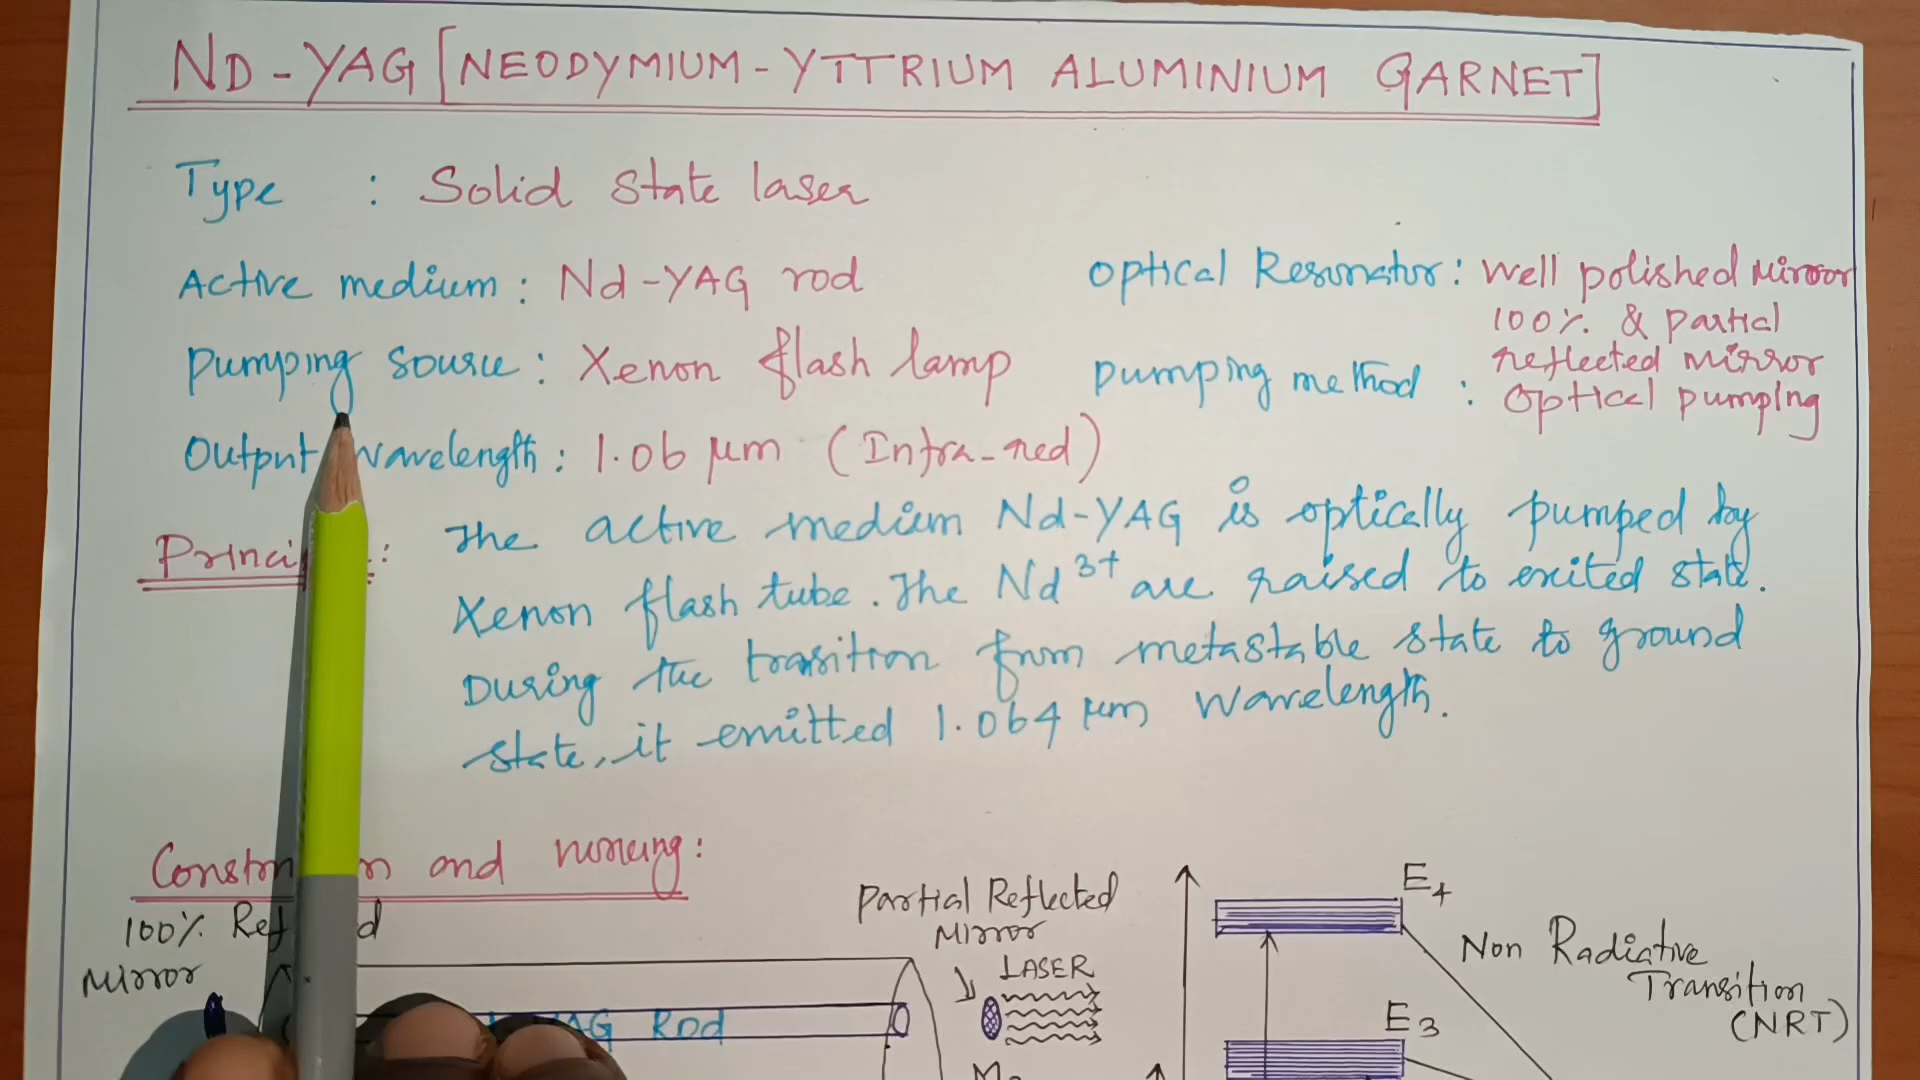 ND-YAG [NEODYMIUM-YTTRIUM ALUMINIUM GARNET]
Type : Solid state laser
Active medium : Nd-YAG rod
Optical Resonator : Well polished Mirror
100% & partial
reflected mirror
Pumping source : Xenon flash lamp
Pumping method : Optical pumping
Output wavelength : 1.06 µm (Infra-red)
Princi :
The active medium Nd-YAG is optically pumped by
Xenon flash tube. The Nd3+ are raised to excited state.
During the transition from metastable state to ground
state, it emitted 1.064 µm wavelength.
Constr n and working:
100% Ref d
Mirror
Partial Reflected
Mirror
LASER
AG Rod
E4
Non Radiative
Transition
(NRT)
E3